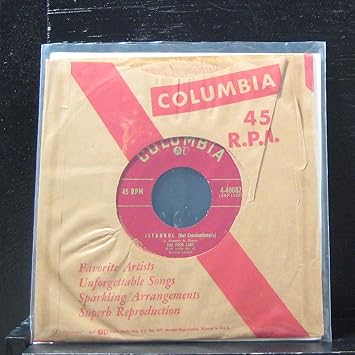 COLUMBIA
45
R.P.M.
COLUMBIA
45 RPM
4-40082
ISTANBUL (Not Constantinople)
THE FOUR LADS
Favorite Artists
Unforgettable Songs
Sparkling Arrangements
Superb Reproduction